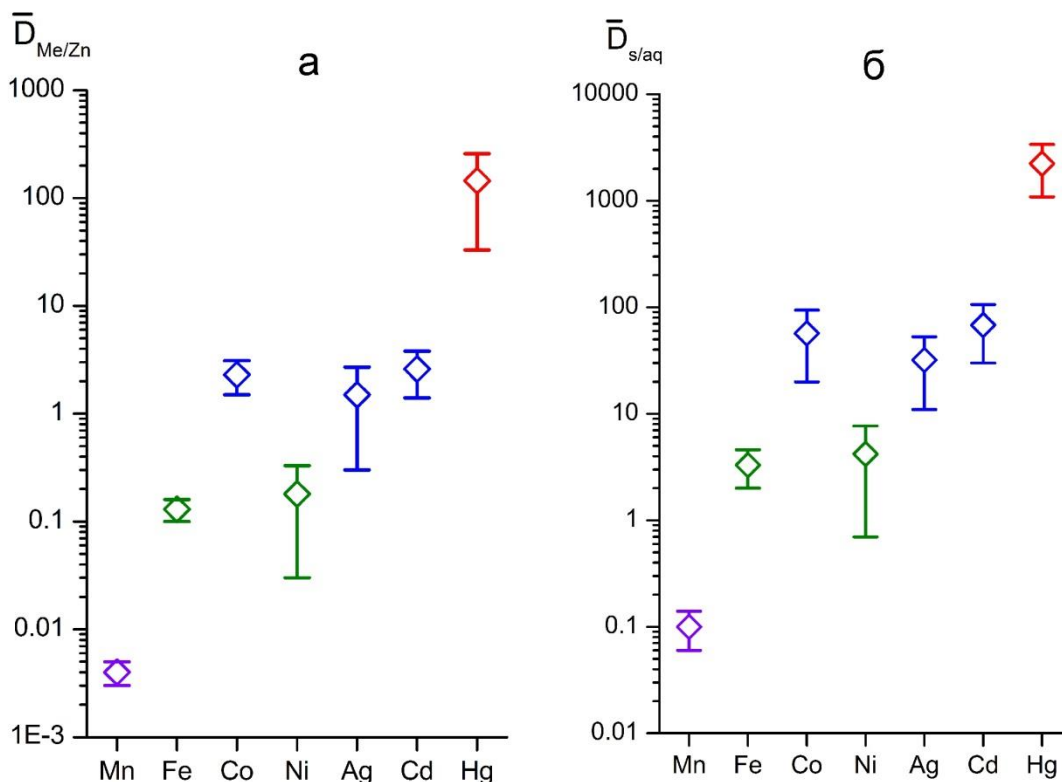 D̅ Me/Zn
а
1000
100
10
1
0.1
0.01
1E-3
Mn Fe Co Ni Ag Cd Hg
D̅ s/aq
б
10000
1000
100
10
1
0.1
0.01
Mn Fe Co Ni Ag Cd Hg